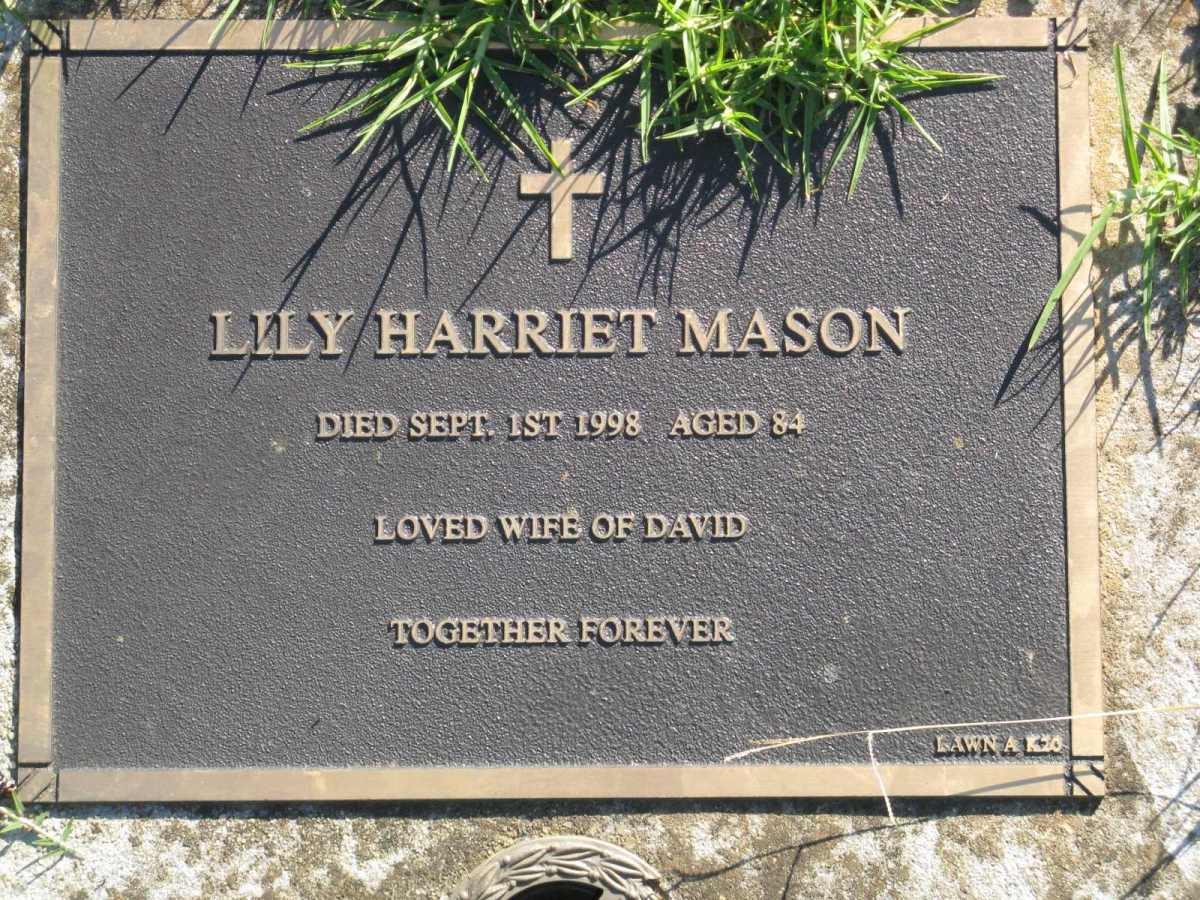 LILY HARRIET MASON
DIED SEPT. 1ST 1998 AGED 84
LOVED WIFE OF DAVID
TOGETHER FOREVER
LAWN A K20